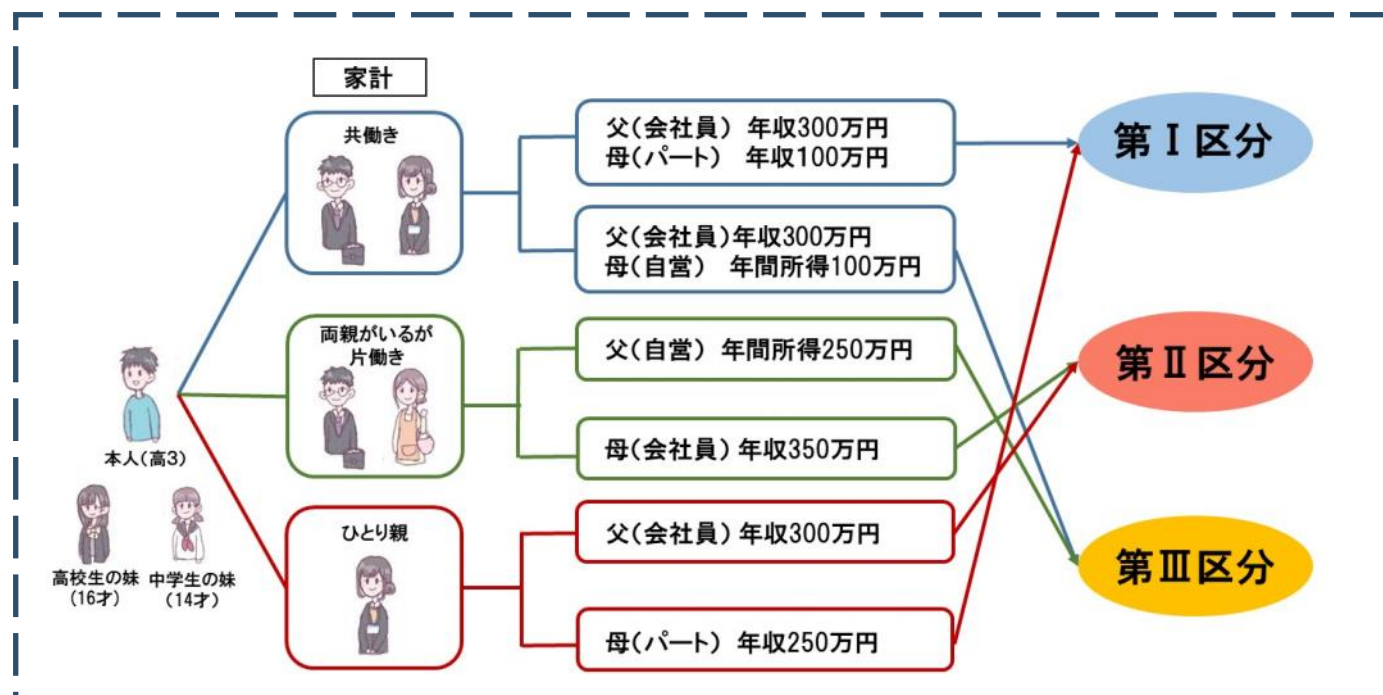 家計
共働き
父(会社員) 年収300万円
母(パート) 年収100万円
第Ⅰ区分
父(会社員)年収300万円
母(自営) 年間所得100万円
両親がいるが
片働き
父(自営) 年間所得250万円
母(会社員) 年収350万円
第Ⅱ区分
本人(高3)
高校生の妹
(16才)
中学生の妹
(14才)
ひとり親
父(会社員) 年収300万円
母(パート) 年収250万円
第Ⅲ区分